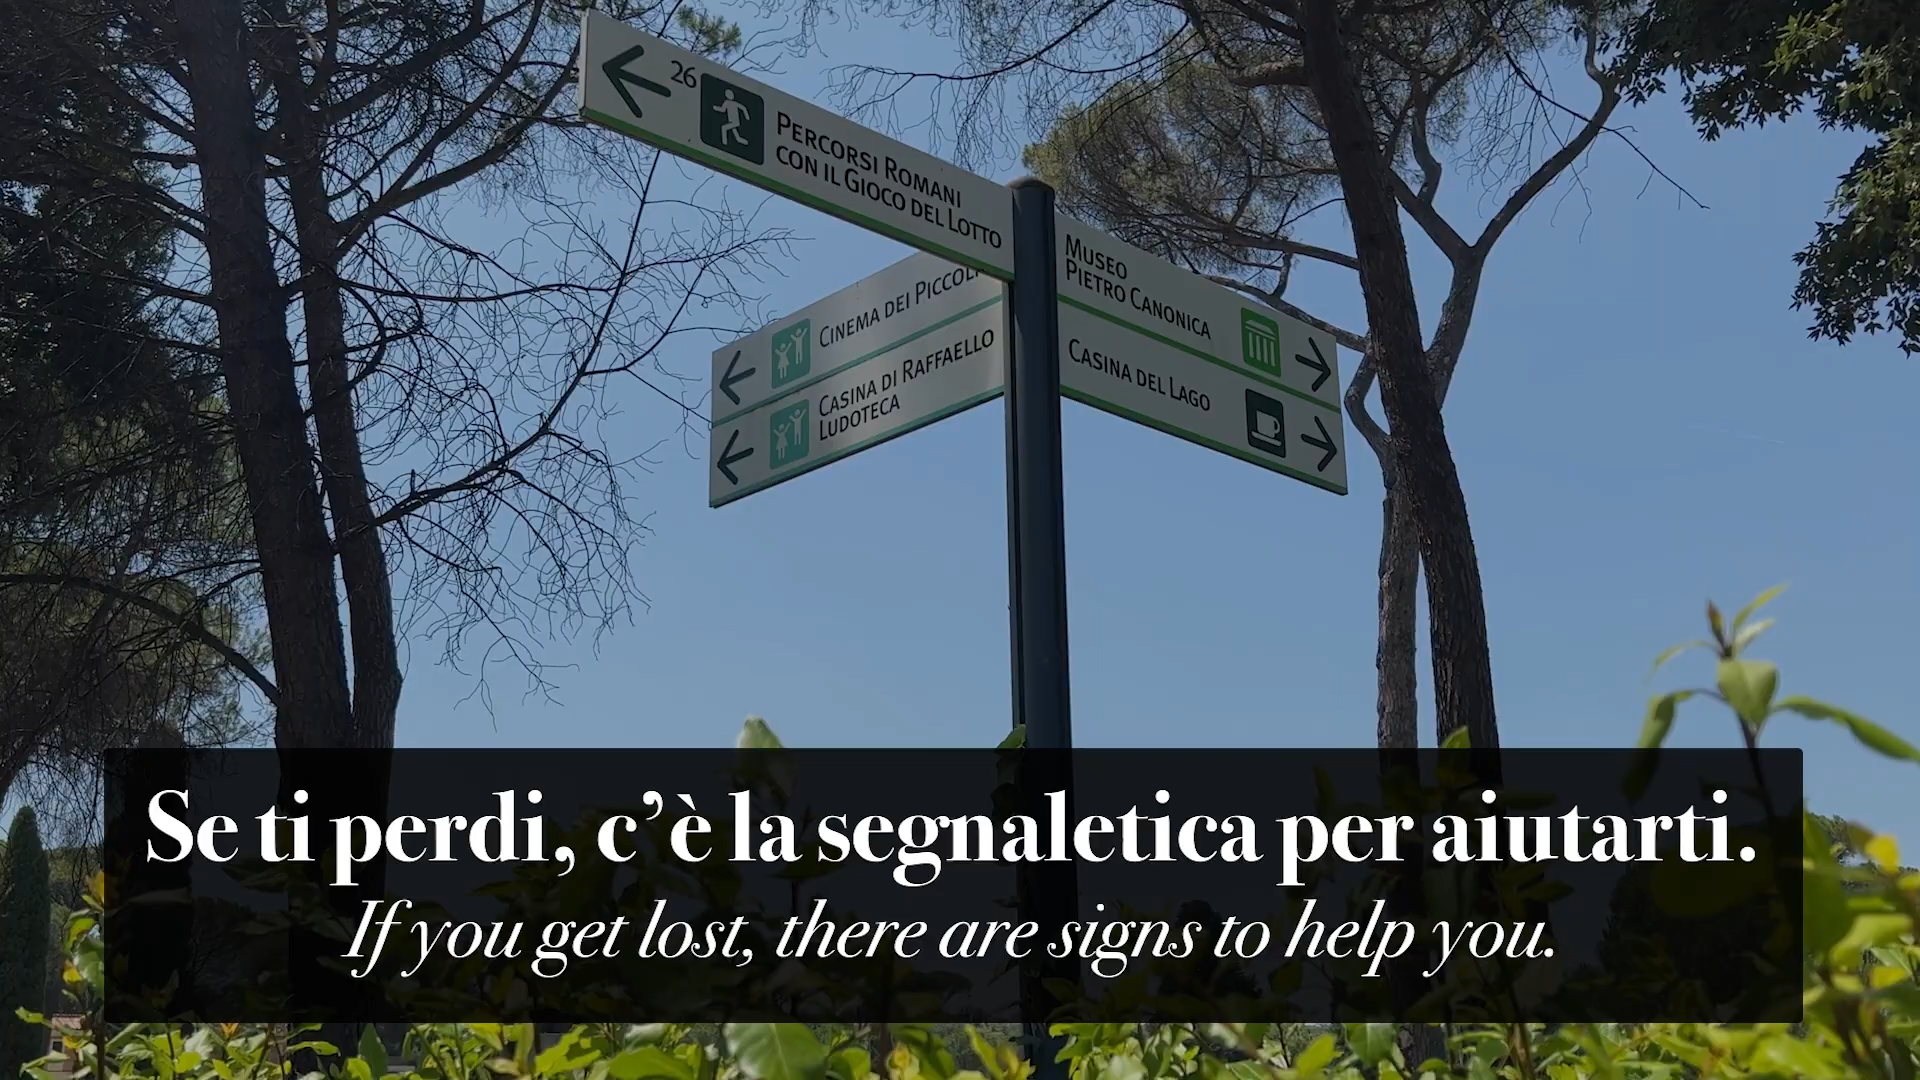 26
PERCORSI ROMANI
CON IL GIOCO DEL LOTTO
CINEMA DEI PICCOLI
CASINA DI RAFFAELLO
LUDOTECA
MUSEO
PIETRO CANONICA
CASINA DEL LAGO
Se ti perdi, c’è la segnaletica per aiutarti.
If you get lost, there are signs to help you.